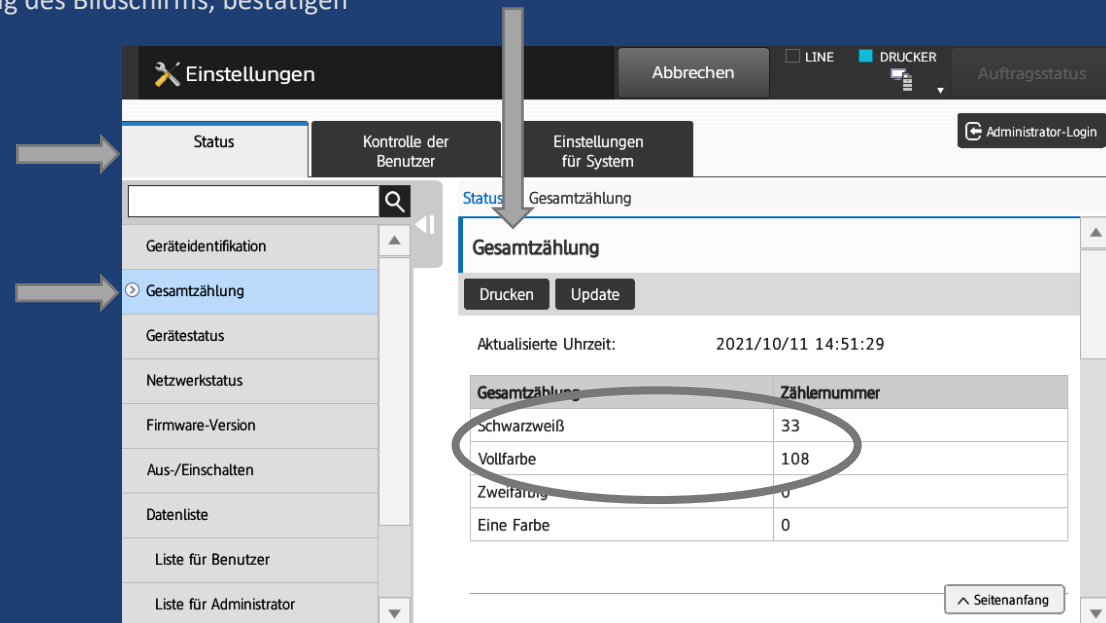 g des Bildschirms, bestätigen
Einstellungen
Abbrechen
LINE
DRUCKER
Auftragsstatus
Status
Kontrolle der
Benutzer
Einstellungen
für System
Administrator-Login
Status
Gesamtzählung
Geräteidentifikation
Gesamtzählung
Gerätestatus
Netzwerkstatus
Firmware-Version
Aus-/Einschalten
Datenliste
Liste für Benutzer
Liste für Administrator
Gesamtzählung
Drucken Update
Aktualisierte Uhrzeit: 2021/10/11 14:51:29
Gesamtzählung Zählernummer
Schwarzweiß 33
Vollfarbe 108
Zweifarbig 0
Eine Farbe 0
Seitenanfang